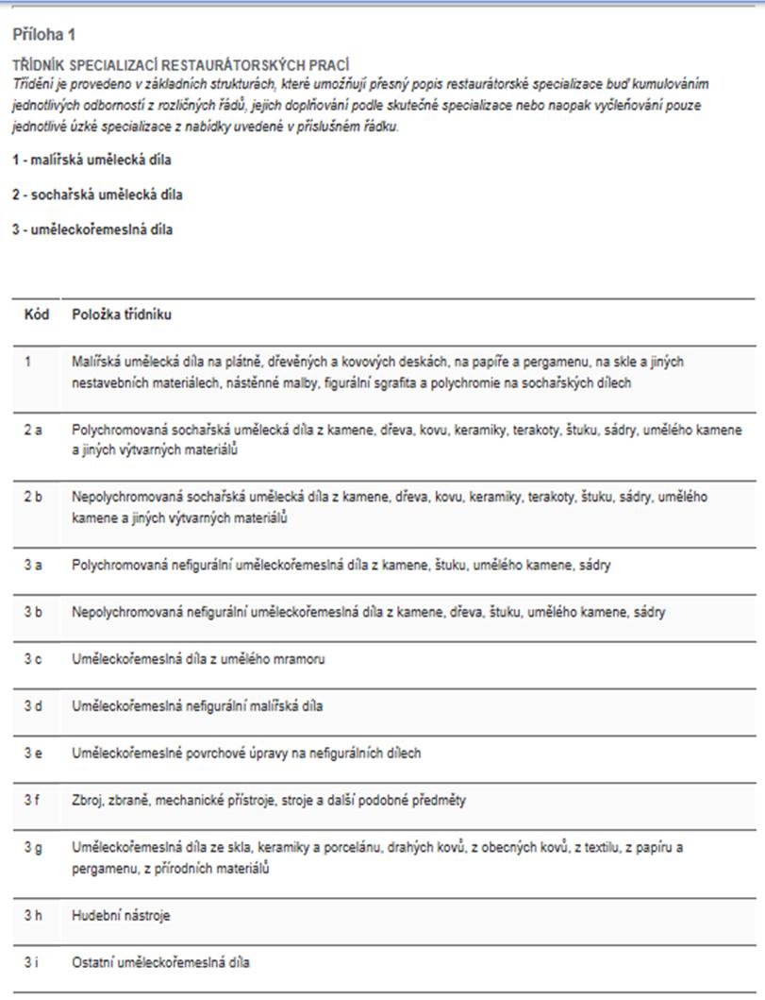 Příloha 1
TŘÍDNÍK SPECIALIZACÍ RESTAURÁTORSKÝCH PRACÍ
Třídění je provedeno v základních strukturách, které umožňují přesný popis restaurátorské specializace buď kumulováním
jednotlivých odborností z rozličných řádů, jejich doplňování podle skutečné specializace nebo naopak vyčleňování pouze
jednotlivé úzké specializace z nabídky uvedené v příslušném řádku.
1 - malířská umělecká díla
2 - sochařská umělecká díla
3 - uměleckořemeslná díla
Kód Položka třídníku
1 Malířská umělecká díla na plátně, dřevěných a kovových deskách, na papíře a pergamenu, na skle a jiných
nestavebních materiálech, nástěnné malby, figurální sgrafita a polychromie na sochařských dílech
2 a Polychromovaná sochařská umělecká díla z kamene, dřeva, kovu, keramiky, terakoty, štuku, sádry, umělého kamene
a jiných výtvarných materiálů
2 b Nepolychromovaná sochařská umělecká díla z kamene, dřeva, kovu, keramiky, terakoty, štuku, sádry, umělého
kamene a jiných výtvarných materiálů
3 a Polychromovaná nefigurální uměleckořemeslná díla z kamene, štuku, umělého kamene, sádry
3 b Nepolychromovaná nefigurální uměleckořemeslná díla z kamene, dřeva, štuku, umělého kamene, sádry
3 c Uměleckořemeslná díla z umělého mramoru
3 d Uměleckořemeslná nefigurální malířská díla
3 e Uměleckořemeslné povrchové úpravy na nefigurálních dílech
3 f Zbroj, zbraně, mechanické přístroje, stroje a další podobné předměty
3 g Uměleckořemeslná díla ze skla, keramiky a porcelánu, drahých kovů, z obecných kovů, z textilu, z papíru a
pergamenu, z přírodních materiálů
3 h Hudební nástroje
3 i Ostatní uměleckořemeslná díla